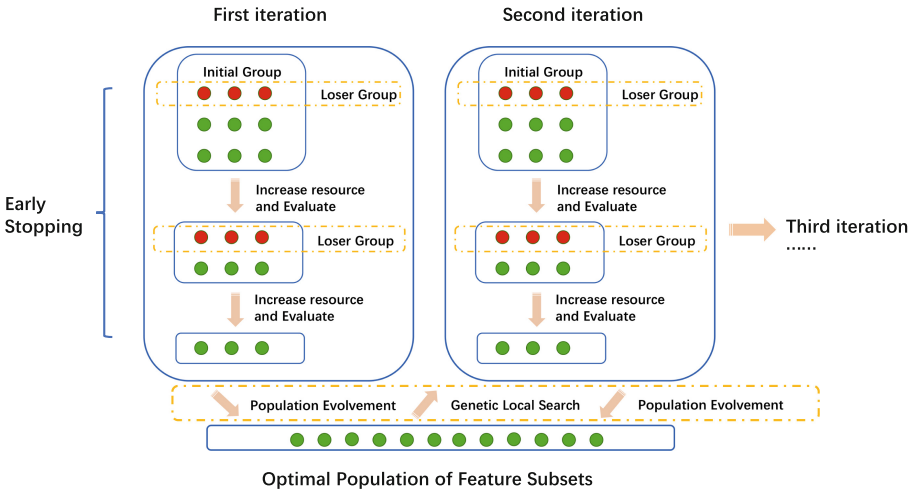 First iteration
Second iteration
Initial Group
Loser Group
Initial Group
Loser Group
Early
Stopping
Increase resource
and Evaluate
Increase resource
and Evaluate
Loser Group
Loser Group
Third iteration
......
Increase resource
and Evaluate
Increase resource
and Evaluate
Population Evolvement
Genetic Local Search
Population Evolvement
Optimal Population of Feature Subsets